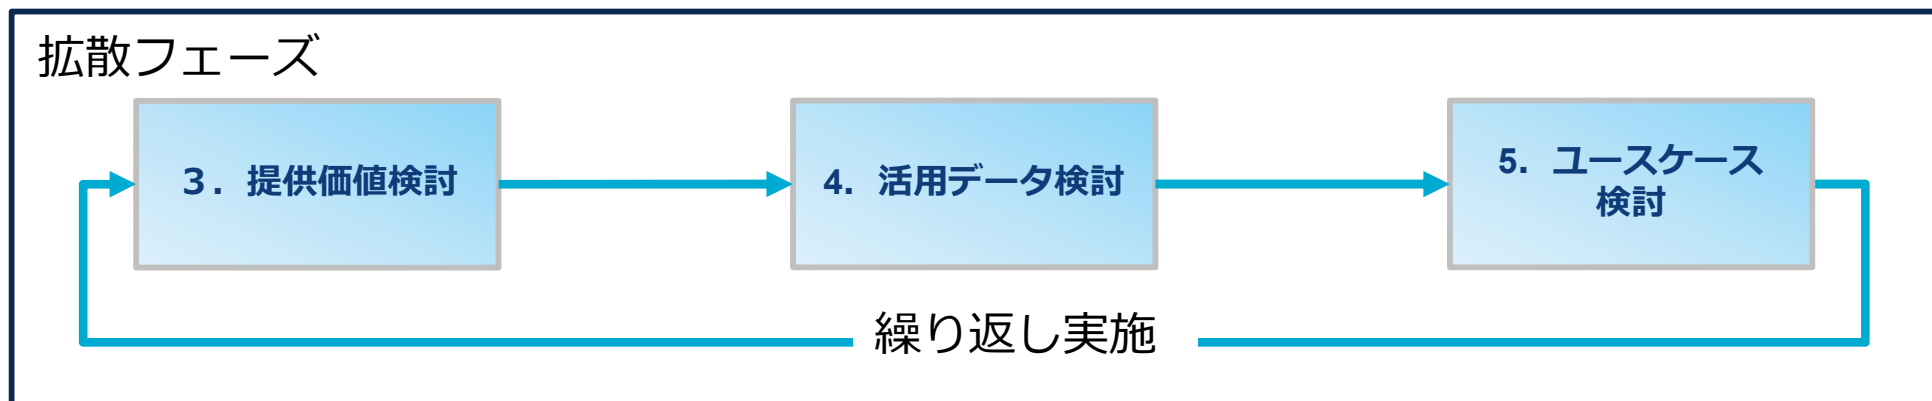 拡散フェーズ
３．提供価値検討
4．活用データ検討
5．ユースケース
検討
繰り返し実施